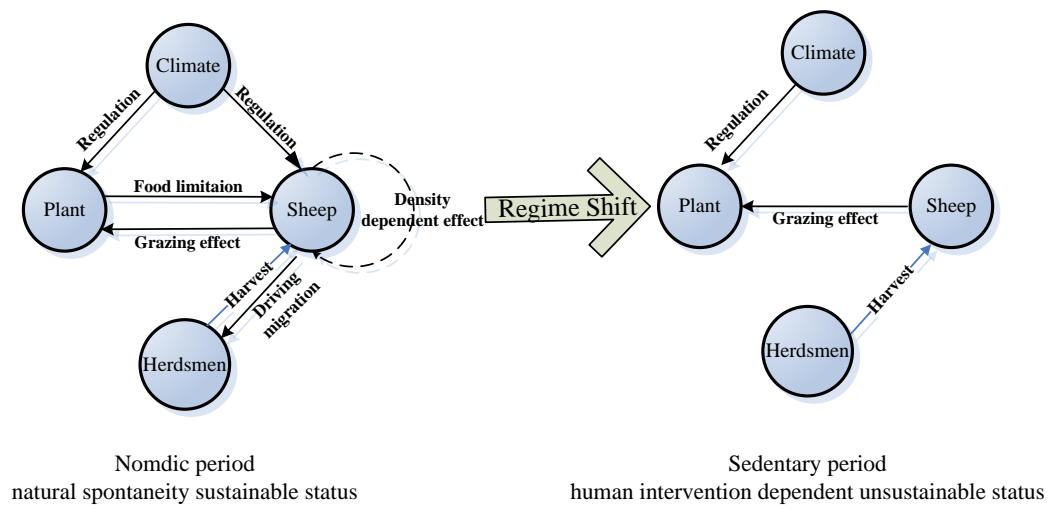 Climate
Regulation
Regulation
Plant
Food limitaion
Sheep
Density
dependent effect
Grazing effect
Harvest
Driving
migration
Herdsmen
Nomdic period
natural spontaneity sustainable status
Regime Shift
Climate
Regulation
Plant
Sheep
Grazing effect
Harvest
Herdsmen
Sedentary period
human intervention dependent unsustainable status